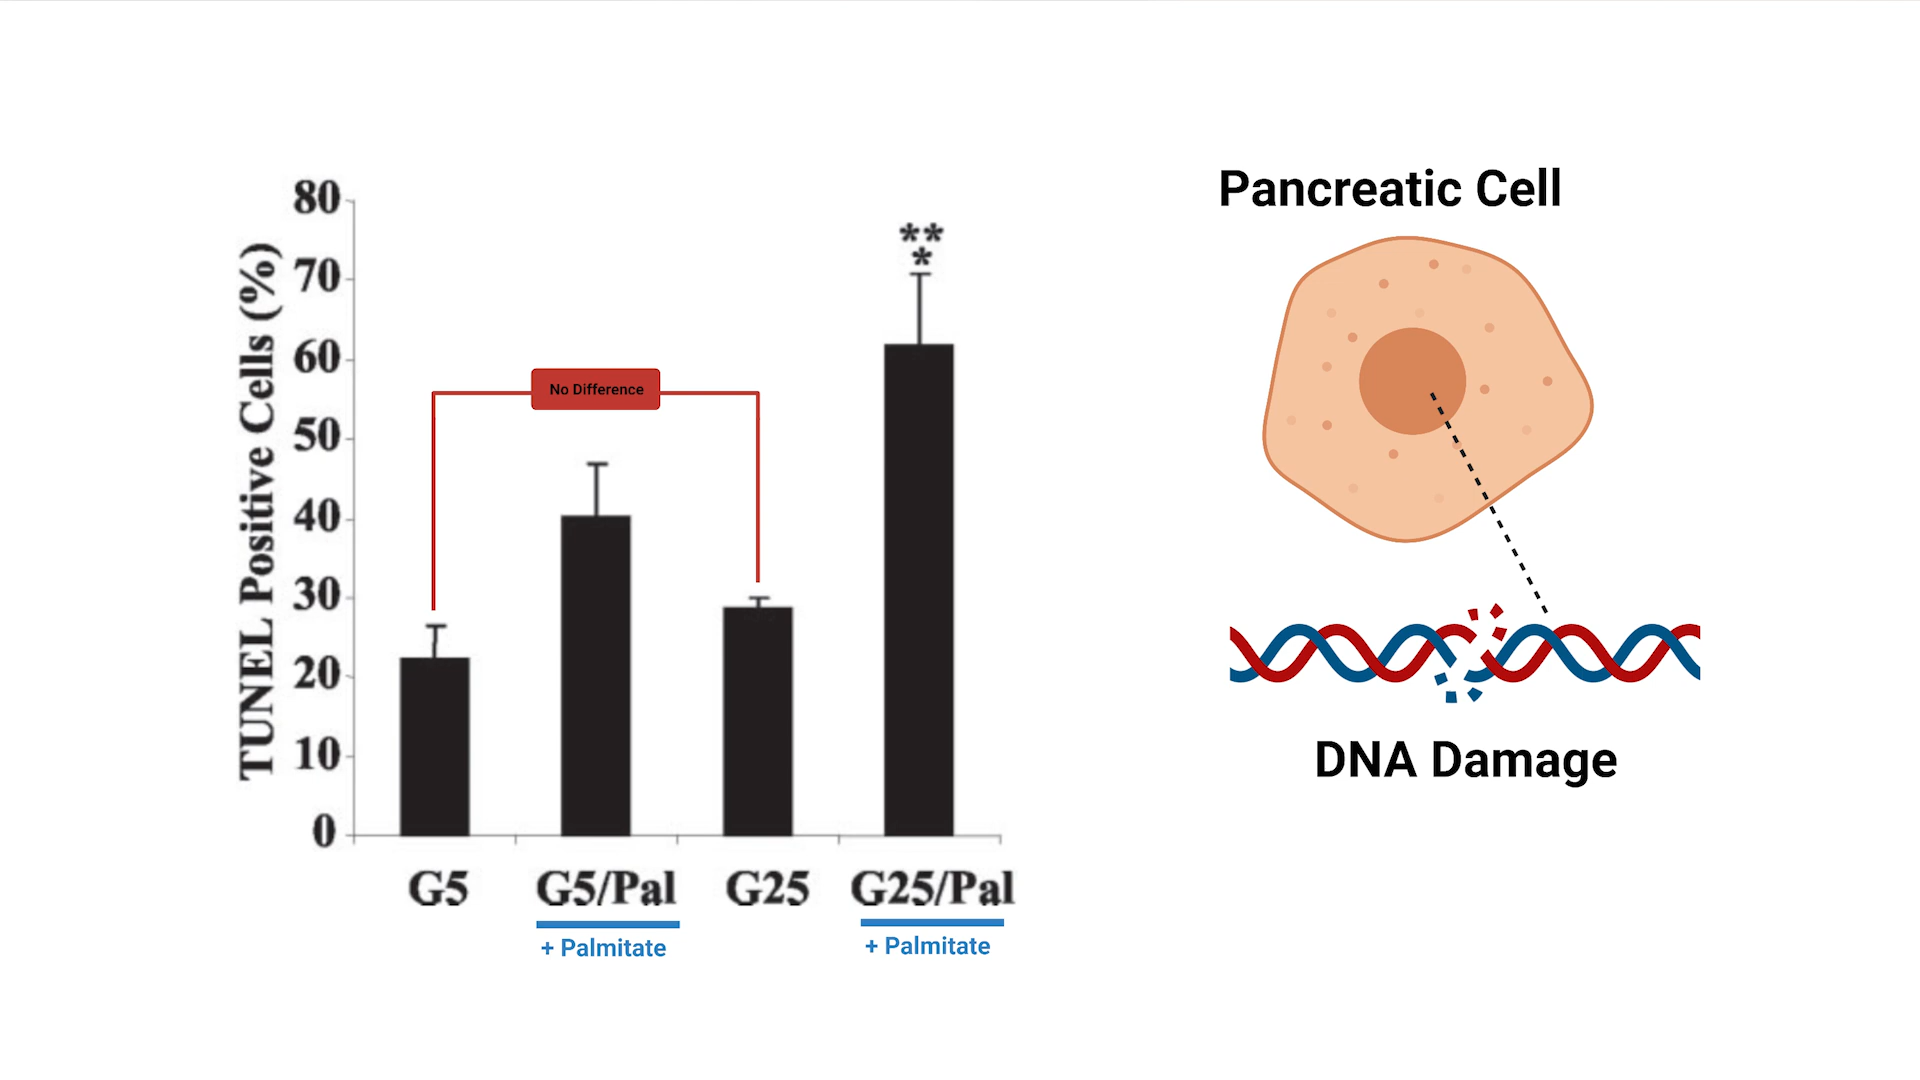 TUNEL Positive Cells (%)
80
70
60
50
40
30
20
10
0
**
*
No Difference
G5
G5/Pal
G25
G25/Pal
+ Palmitate
+ Palmitate
Pancreatic Cell
DNA Damage